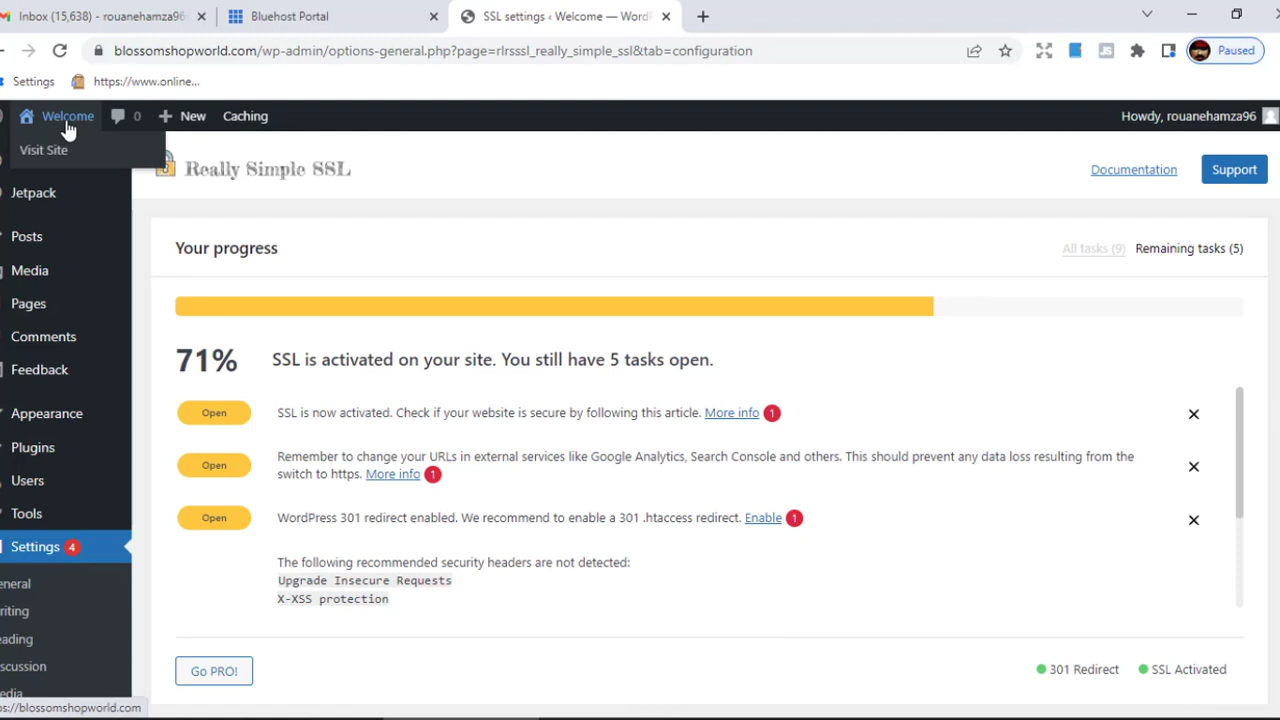 Inbox (15,638) - rouanehamza96
Bluehost Portal
SSL settings ‹ Welcome — WordP
blossomshopworld.com/wp-admin/options-general.php?page=rlrsssl_really_simple_ssl&tab=configuration
JS
Paused
Settings
https://www.online...
Welcome
0
New
Caching
Howdy, rouanehamza96
Visit Site
Really Simple SSL
Documentation
Support
Jetpack
Posts
Media
Pages
Comments
Feedback
Appearance
Plugins
Users
Tools
Settings 4
eneral
riting
eading
scussion
edia
Your progress
All tasks (9)
Remaining tasks (5)
71%
SSL is activated on your site. You still have 5 tasks open.
Open
SSL is now activated. Check if your website is secure by following this article. More info 1
Open
Remember to change your URLs in external services like Google Analytics, Search Console and others. This should prevent any data loss resulting from the
switch to https. More info 1
Open
WordPress 301 redirect enabled. We recommend to enable a 301 .htaccess redirect. Enable 1
The following recommended security headers are not detected:
Upgrade Insecure Requests
X-XSS protection
Go PRO!
301 Redirect
SSL Activated
ps://blossomshopworld.com